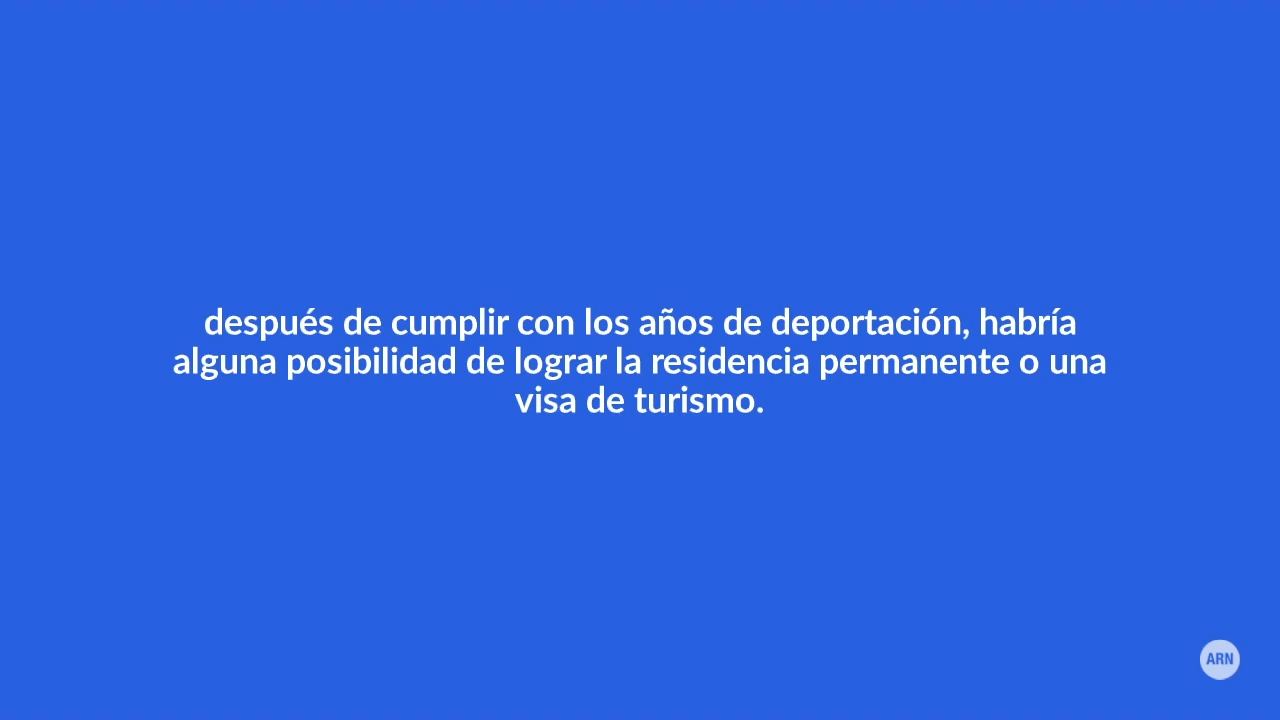 después de cumplir con los años de deportación, habría
alguna posibilidad de lograr la residencia permanente o una
visa de turismo.
ARN